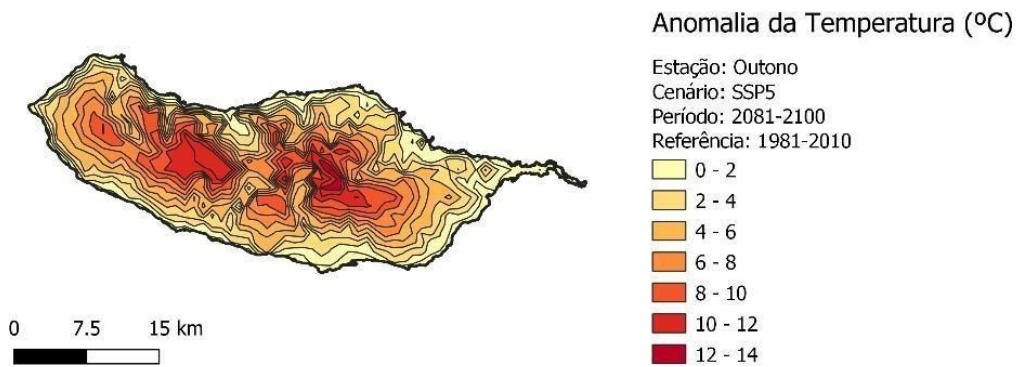 Anomalia da Temperatura (ºC)
Estação: Outono
Cenário: SSP5
Período: 2081-2100
Referência: 1981-2010
0 - 2
2 - 4
4 - 6
6 - 8
8 - 10
10 - 12
12 - 14
0 7.5 15 km